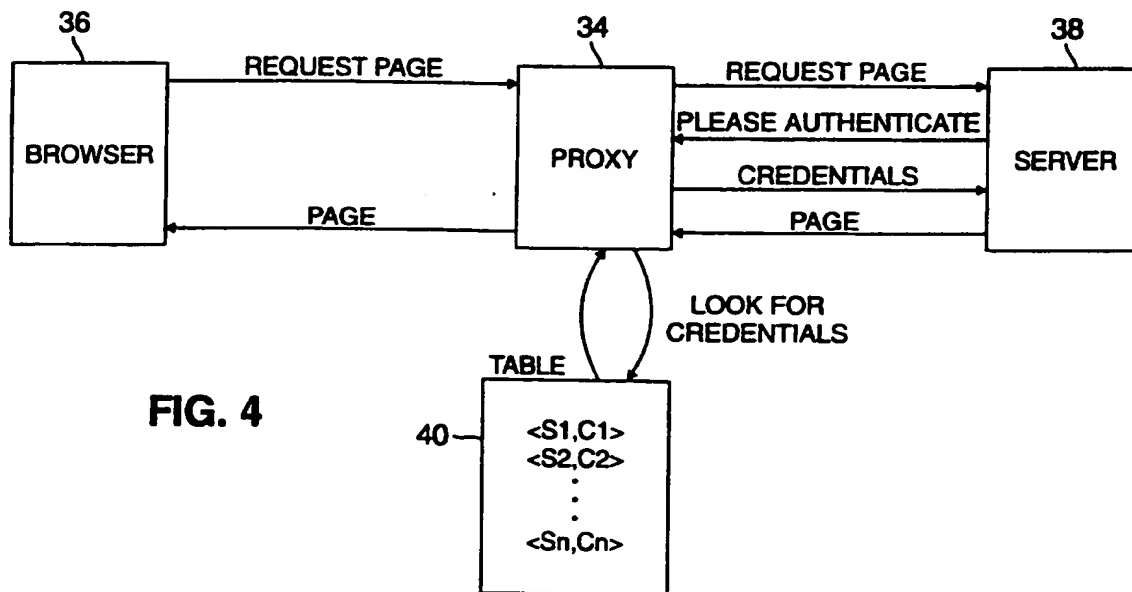 36
34
38
REQUEST PAGE
REQUEST PAGE
PLEASE AUTHENTICATE
BROWSER
PROXY
SERVER
CREDENTIALS
PAGE
PAGE
LOOK FOR
CREDENTIALS
TABLE
FIG. 4
40
<S1,C1>
<S2,C2>
<Sn,Cn>